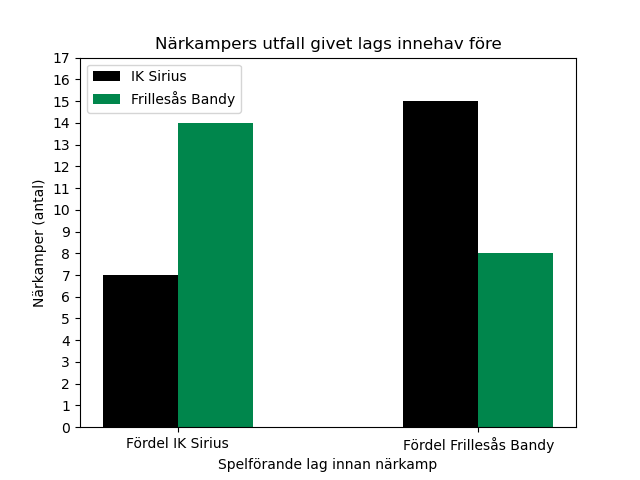 Närkampers utfall givet lags innehav före
IK Sirius
Frillesås Bandy
17
16
15
14
13
12
11
10
9
8
7
6
5
4
3
2
1
0
Närkamper (antal)
Fördel IK Sirius
Fördel Frillesås Bandy
Spelförande lag innan närkamp